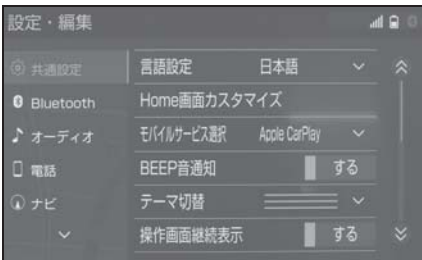 設定・編集
共通設定
Bluetooth
オーディオ
電話
ナビ
言語設定 日本語
Home画面カスタマイズ
モバイルサービス選択 Apple CarPlay
BEEP音通知 する
テーマ切替
操作画面継続表示 する